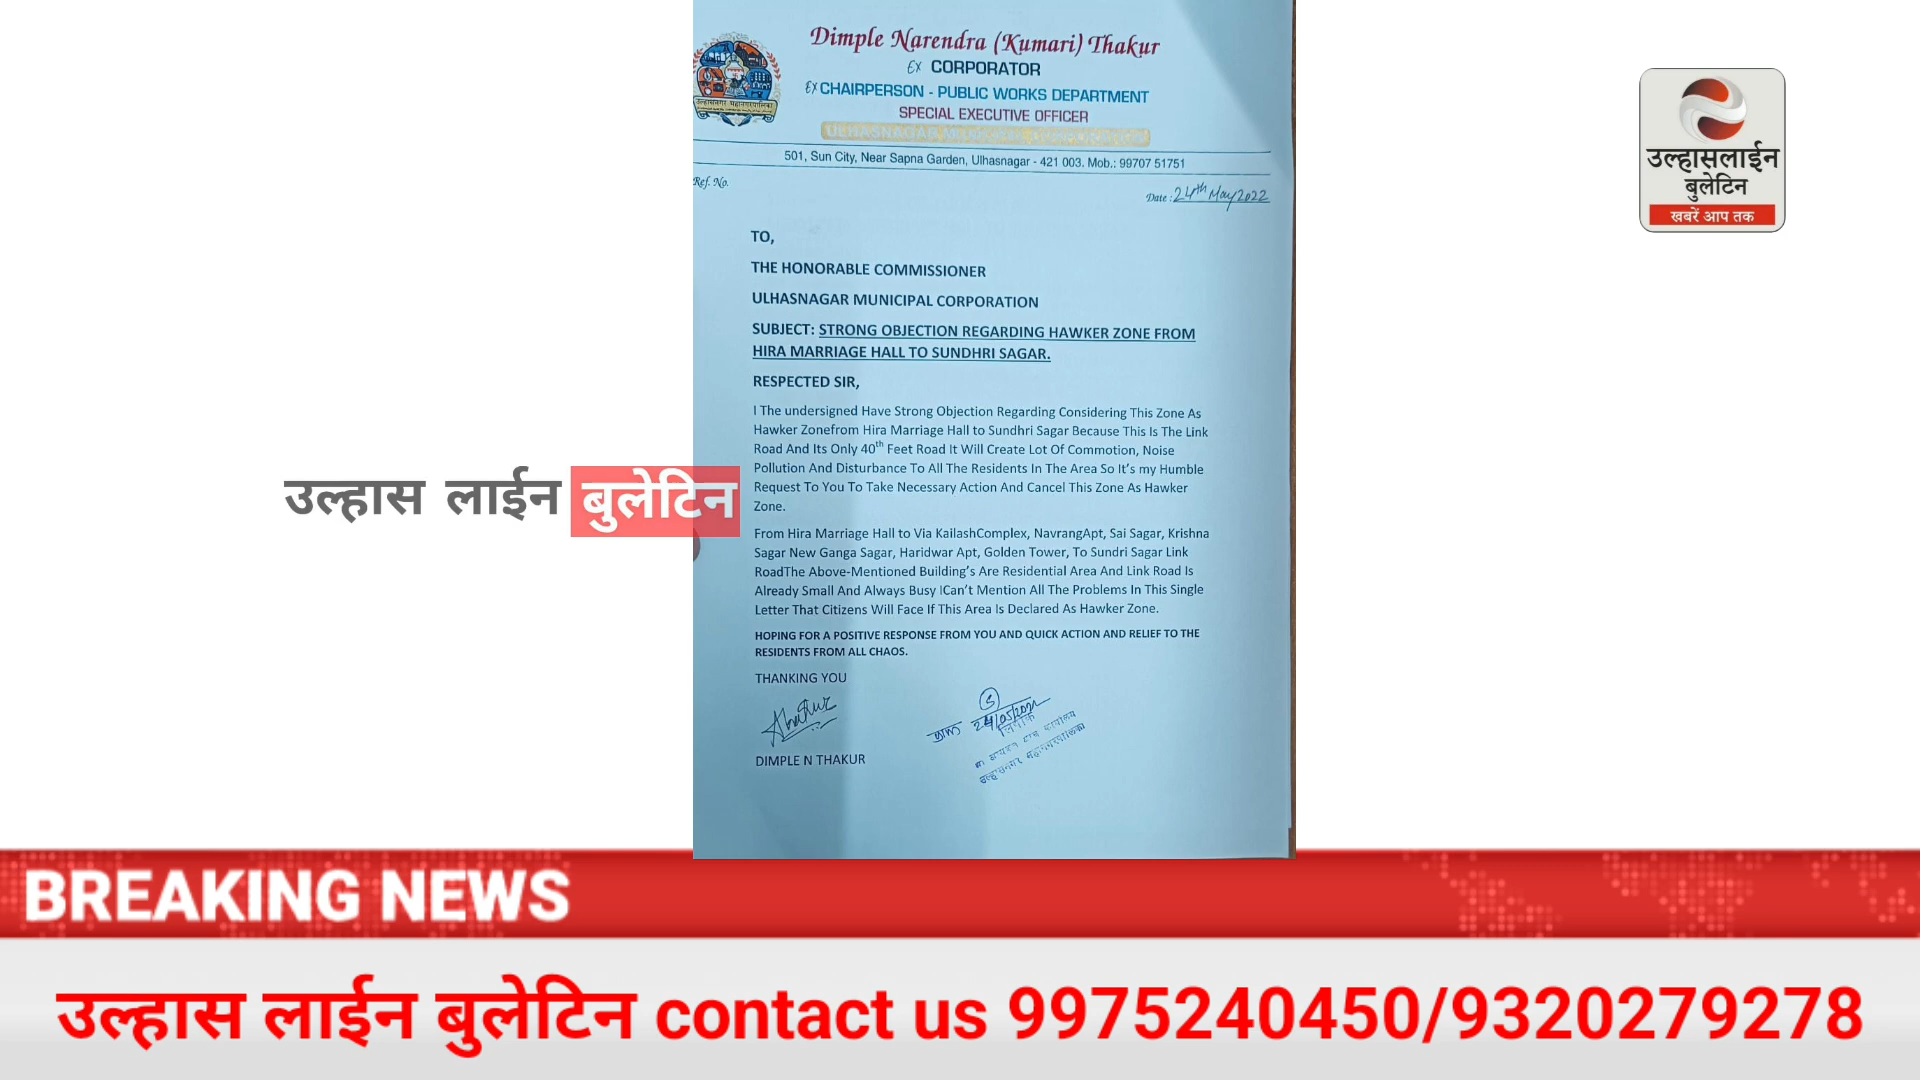 Dimple Narendra (Kumari) Thakur
Ex CORPORATOR
Ex CHAIRPERSON - PUBLIC WORKS DEPARTMENT
SPECIAL EXECUTIVE OFFICER
ULHASNAGAR
501, Sun City, Near Sapna Garden, Ulhasnagar - 421 003. Mob.: 99707 51751
Ref. No.
Date : 24th May 2022
TO,
THE HONORABLE COMMISSIONER
ULHASNAGAR MUNICIPAL CORPORATION
SUBJECT: STRONG OBJECTION REGARDING HAWKER ZONE FROM
HIRA MARRIAGE HALL TO SUNDHRI SAGAR.
RESPECTED SIR,
I The undersigned Have Strong Objection Regarding Considering This Zone As
Hawker Zonefrom Hira Marriage Hall to Sundhri Sagar Because This Is The Link
Road And Its Only 40th Feet Road It Will Create Lot Of Commotion, Noise
Pollution And Disturbance To All The Residents In The Area So It's my Humble
Request To You To Take Necessary Action And Cancel This Zone As Hawker
Zone.
From Hira Marriage Hall to Via KailashComplex, NavrangApt, Sai Sagar, Krishna
Sagar New Ganga Sagar, Haridwar Apt, Golden Tower, To Sundri Sagar Link
RoadThe Above-Mentioned Building's Are Residential Area And Link Road Is
Already Small And Always Busy ICan't Mention All The Problems In This Single
Letter That Citizens Will Face If This Area Is Declared As Hawker Zone.
HOPING FOR A POSITIVE RESPONSE FROM YOU AND QUICK ACTION AND RELIEF TO THE
RESIDENTS FROM ALL CHAOS.
THANKING YOU
Thakur
DIMPLE N THAKUR
लिपीक
उल्हासनगर महानगरपालिका
उल्हासलाईन
बुलेटिन
खबरें आप तक
उल्हास लाईन बुलेटिन
BREAKING NEWS
उल्हास लाईन बुलेटिन contact us 9975240450/9320279278